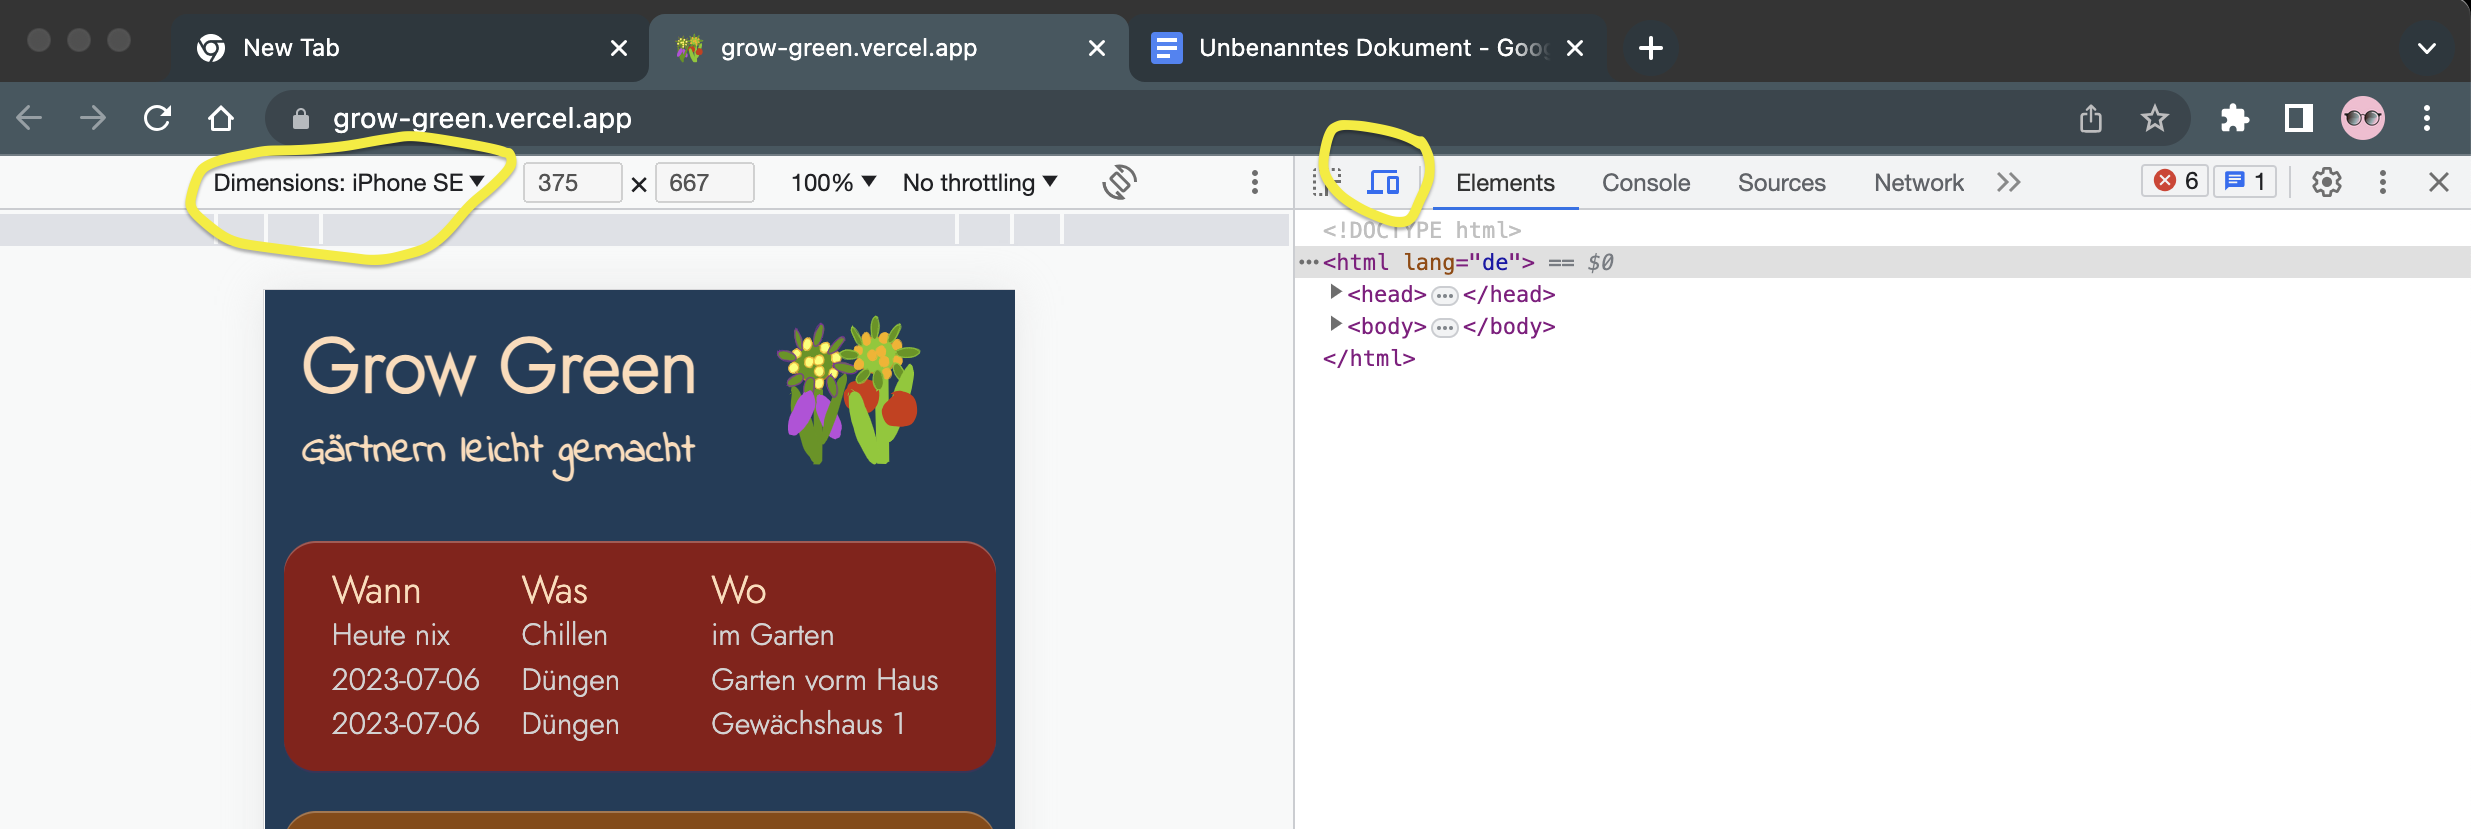 New Tab
grow-green.vercel.app
Unbenanntes Dokument - Goo
grow-green.vercel.app
Dimensions: iPhone SE
375 × 667
100%
No throttling
Elements
Console
Sources
Network
6
1
<!DOCTYPE html>
<html lang="de"> == $0
<head> … </head>
<body> … </body>
</html>
Grow Green
Gärtnern leicht gemacht
Wann Was Wo
Heute nix Chillen im Garten
2023-07-06 Düngen Garten vorm Haus
2023-07-06 Düngen Gewächshaus 1